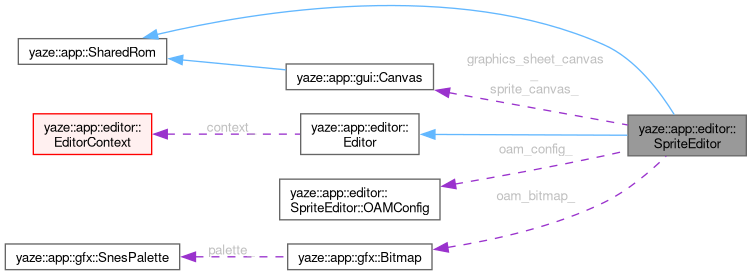 yaze::app::SharedRom
graphics_sheet_canvas
_
sprite_canvas_
yaze::app::gui::Canvas
yaze::app::editor::
EditorContext
context
yaze::app::editor::
Editor
yaze::app::editor::
SpriteEditor
oam_config_
yaze::app::editor::
SpriteEditor::OAMConfig
oam_bitmap_
yaze::app::gfx::SnesPalette
palette_
yaze::app::gfx::Bitmap